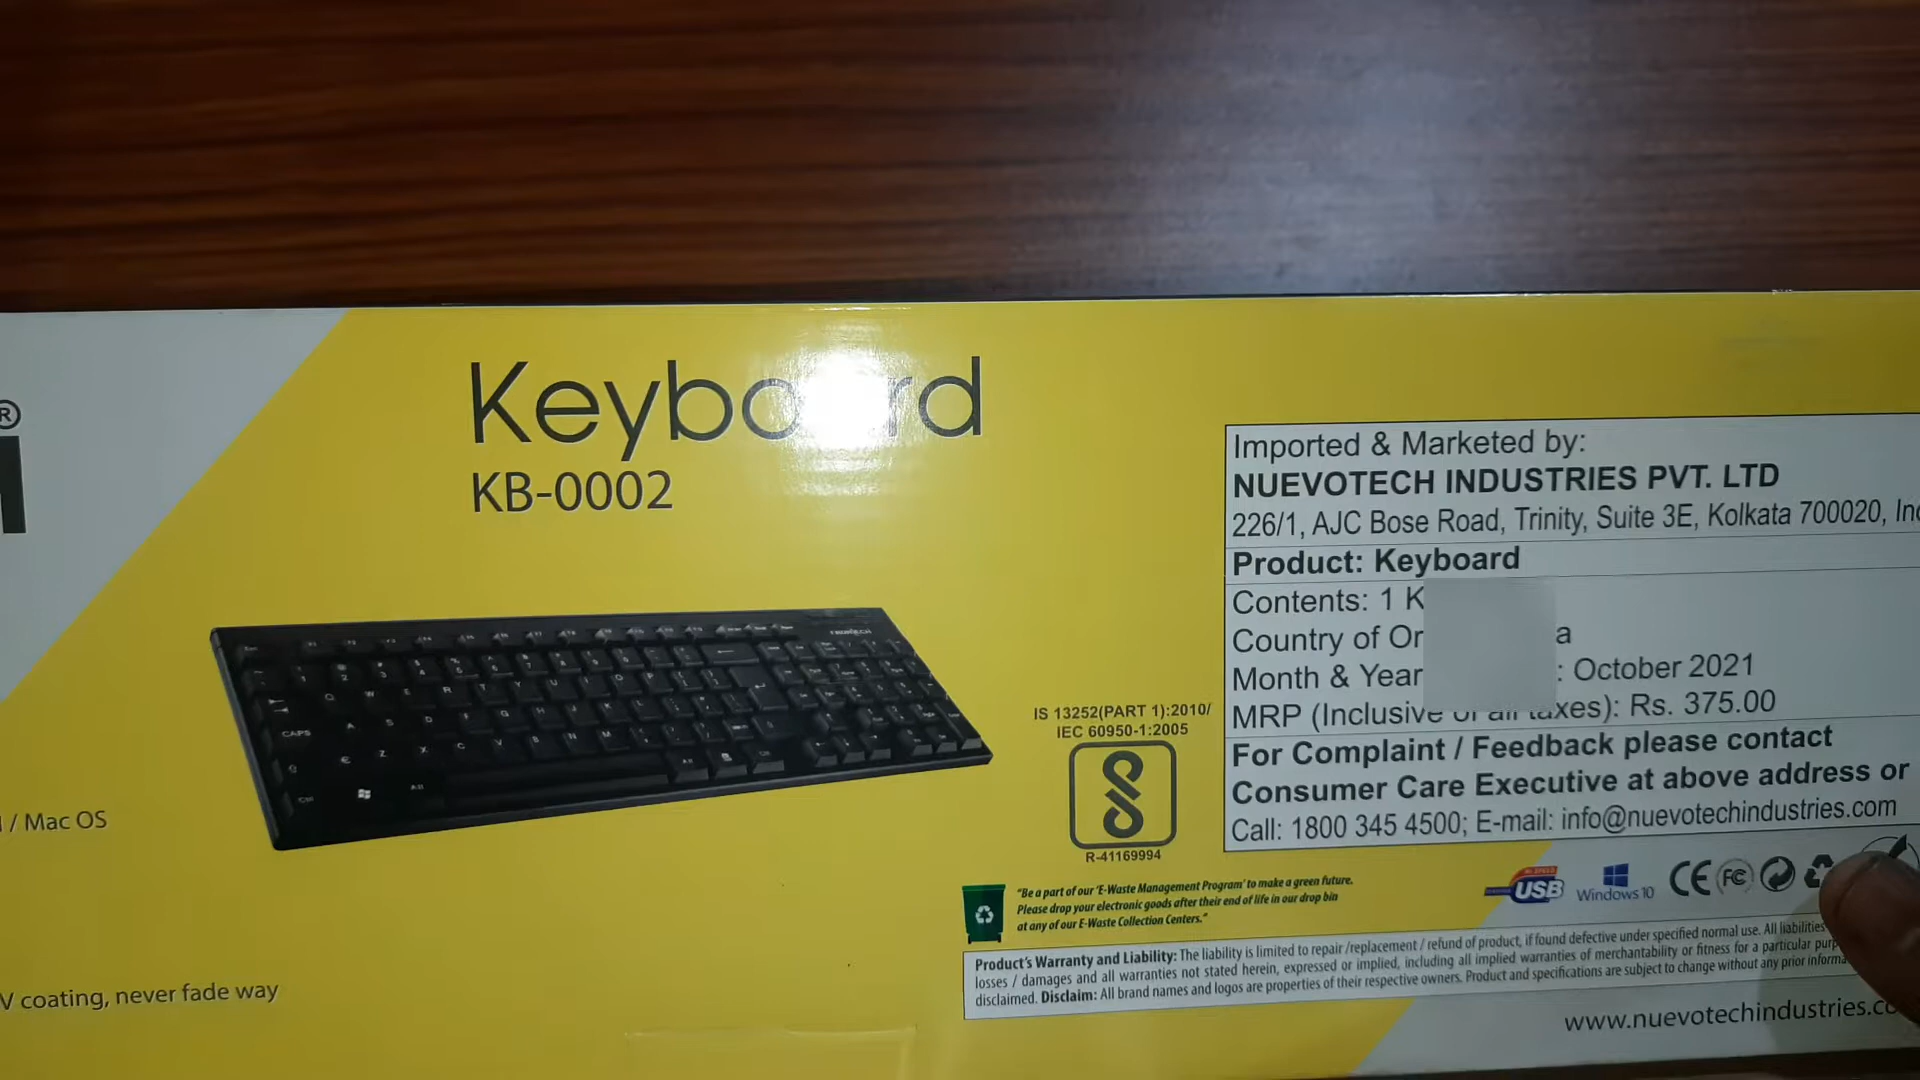 ®
Keyboard
KB-0002
/ Mac OS
V coating, never fade way
IS 13252(PART 1):2010/
IEC 60950-1:2005
R-41169994
"Be a part of our 'E-Waste Management Program' to make a green future.
Please drop your electronic goods after their end of life in our drop bin
at any of our E-Waste Collection Centers."
Imported & Marketed by:
NUEVOTECH INDUSTRIES PVT. LTD
226/1, AJC Bose Road, Trinity, Suite 3E, Kolkata 700020,
Product: Keyboard
Contents: 1 K
Country of Or a
Month & Year : October 2021
MRP (Inclusive of all taxes): Rs. 375.00
For Complaint / Feedback please contact
Consumer Care Executive at above address or
Call: 1800 345 4500; E-mail: info@nuevotechindustries.com
USB
Windows 10
CE FC
Product's Warranty and Liability: The liability is limited to repair /replacement / refund of product, if found defective under specified normal use. All liabilities
losses / damages and all warranties not stated herein, expressed or implied, including all implied warranties of merchantability or fitness for a particular
disclaimed. Disclaim: All brand names and logos are properties of their respective owners. Product and specifications are subject to change without any prior
www.nuevotechindustries.c